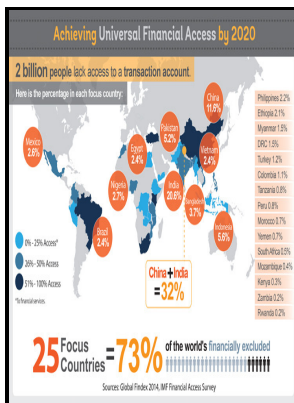 Achieving Universal Financial Access by 2020
2 billion people lack access to a transaction account.
Here is the percentage in each focus country:
Mexico
2.6%
Brazil
2.4%
Nigeria
2.7%
Egypt
2.4%
Pakistan
5.2%
India
20.6%
China
11.6%
Vietnam
2.4%
Bangladesh
3.7%
Indonesia
5.6%
Philippines 2.2%
Ethiopia 2.1%
Myanmar 1.5%
DRC 1.5%
Turkey 1.2%
Colombia 1.1%
Tanzania 0.8%
Peru 0.8%
Morocco 0.7%
Yemen 0.7%
South Africa 0.5%
Mozambique 0.4%
Kenya 0.3%
Zambia 0.2%
Rwanda 0.2%
0% - 25% Access*
26% - 50% Access
51% - 100% Access
*to financial services
China + India
= 32%
25 Focus Countries = 73% of the world's financially excluded
Sources: Global Findex 2014, IMF Financial Access Survey